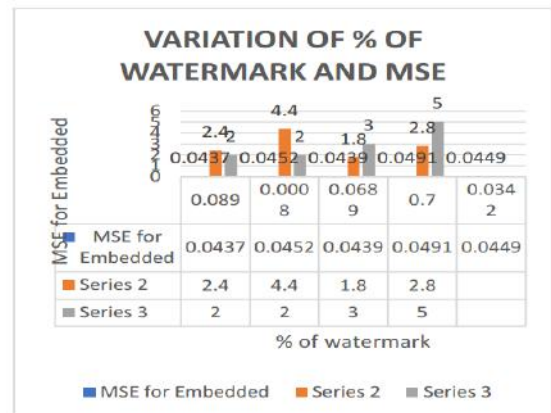 VARIATION OF % OF
WATERMARK AND MSE
MSE for Embedded
6
5
4
3
2
1
0
2.4 2 4.4 2 1.8 3 2.8 5
0.0437 0.0452 0.0439 0.0491 0.0449
0.089 0.000 0.068 0.7 0.034
8 9 2
MSE for
Embedded 0.0437 0.0452 0.0439 0.0491 0.0449
Series 2 2.4 4.4 1.8 2.8
Series 3 2 2 3 5
% of watermark
MSE for Embedded Series 2 Series 3